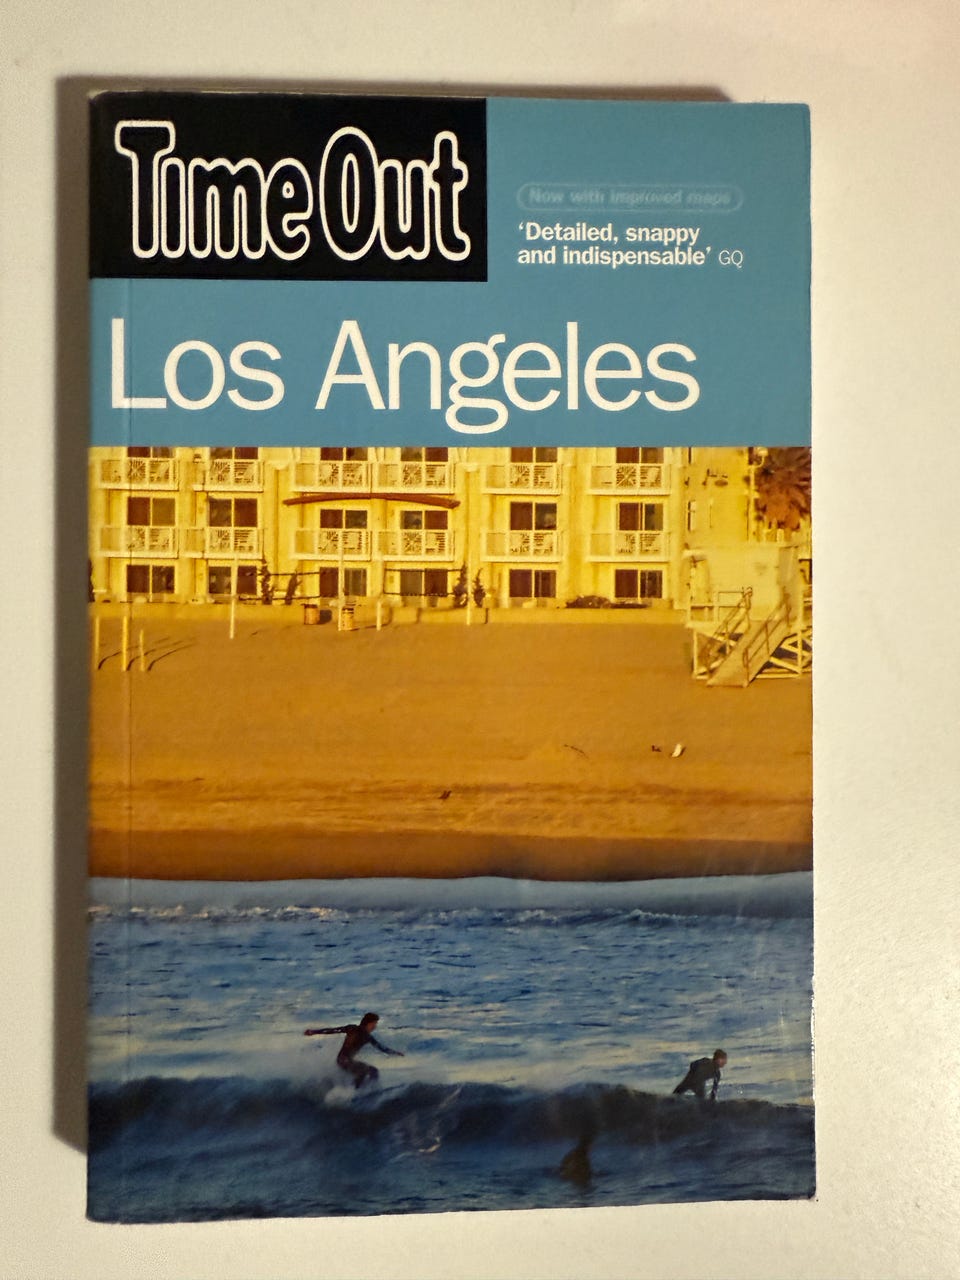 Time Out
Now with improved maps
‘Detailed, snappy
and indispensable’ GQ
Los Angeles